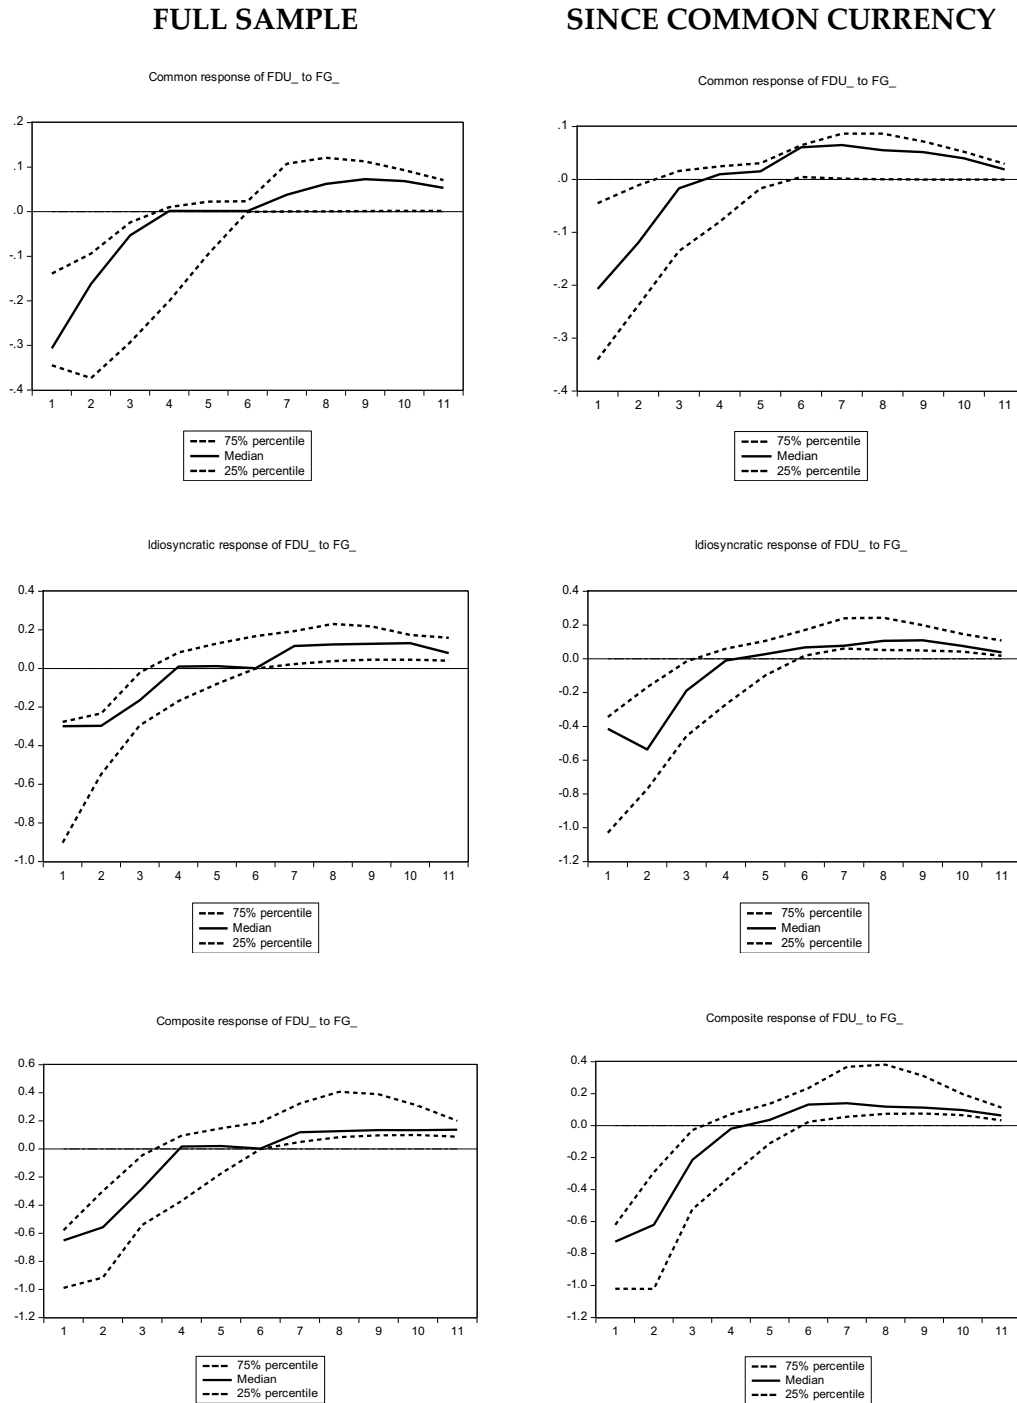 FULL SAMPLE
SINCE COMMON CURRENCY
Common response of FDU_ to FG_
.2
.1
.0
-.1
-.2
-.3
-.4
1 2 3 4 5 6 7 8 9 10 11
75% percentile
Median
25% percentile
Common response of FDU_ to FG_
.1
.0
-.1
-.2
-.3
-.4
1 2 3 4 5 6 7 8 9 10 11
75% percentile
Median
25% percentile
Idiosyncratic response of FDU_ to FG_
0.4
0.2
0.0
-0.2
-0.4
-0.6
-0.8
-1.0
1 2 3 4 5 6 7 8 9 10 11
75% percentile
Median
25% percentile
Idiosyncratic response of FDU_ to FG_
0.4
0.2
0.0
-0.2
-0.4
-0.6
-0.8
-1.0
-1.2
1 2 3 4 5 6 7 8 9 10 11
75% percentile
Median
25% percentile
Composite response of FDU_ to FG_
0.6
0.4
0.2
0.0
-0.2
-0.4
-0.6
-0.8
-1.0
-1.2
1 2 3 4 5 6 7 8 9 10 11
75% percentile
Median
25% percentile
Composite response of FDU_ to FG_
0.4
0.2
0.0
-0.2
-0.4
-0.6
-0.8
-1.0
-1.2
1 2 3 4 5 6 7 8 9 10 11
75% percentile
Median
25% percentile